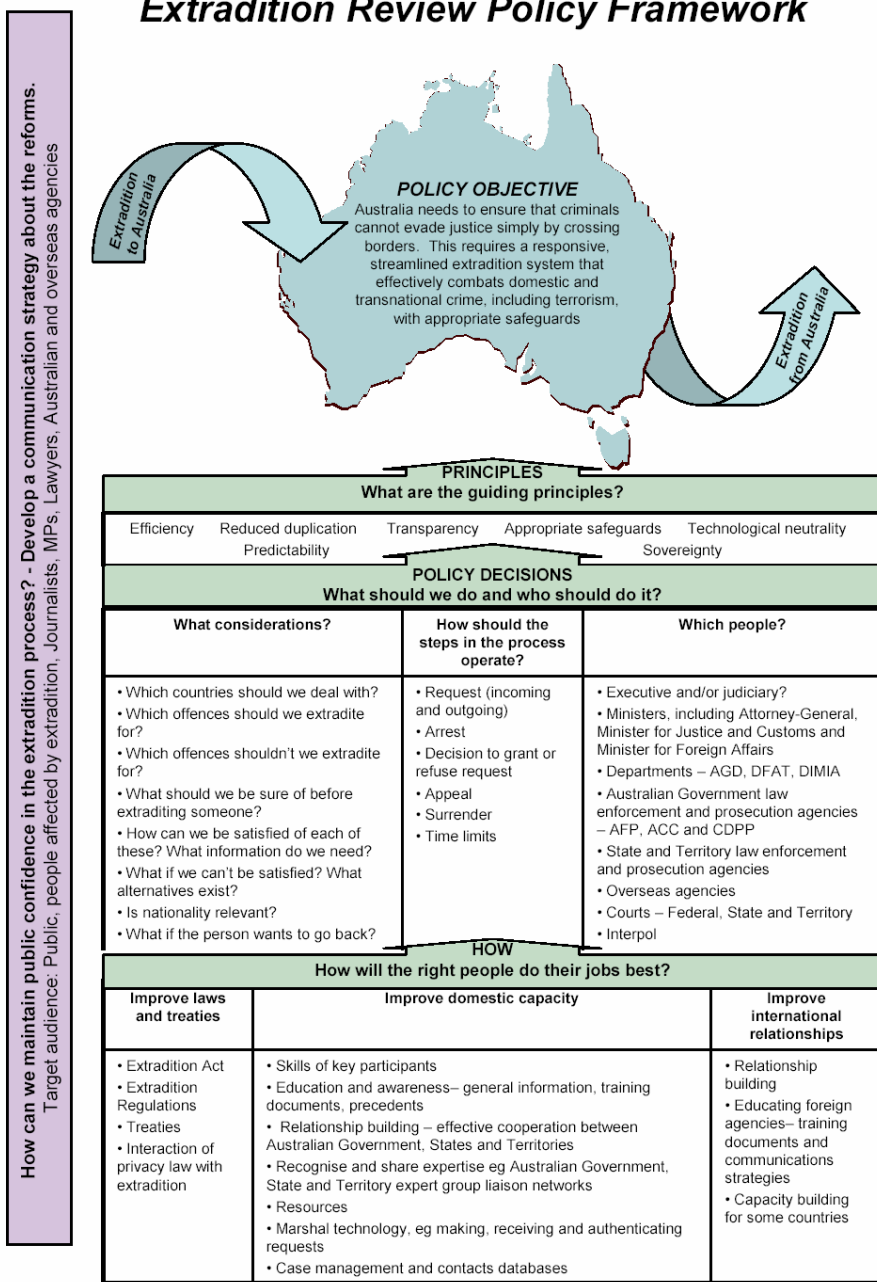 Extradition Review Policy Framework
How can we maintain public confidence in the extradition process? - Develop a communication strategy about the reforms.
Target audience: Public, people affected by extradition, Journalists, MPs, Lawyers, Australian and overseas agencies
Extradition
to Australia
POLICY OBJECTIVE
Australia needs to ensure that criminals
cannot evade justice simply by crossing
borders. This requires a responsive,
streamlined extradition system that
effectively combats domestic and
transnational crime, including terrorism,
with appropriate safeguards
Extradition
from Australia
PRINCIPLES
What are the guiding principles?
Efficiency Reduced duplication Transparency Appropriate safeguards Technological neutrality
Predictability Sovereignty
POLICY DECISIONS
What should we do and who should do it?
What considerations?
• Which countries should we deal with?
• Which offences should we extradite
for?
• Which offences shouldn't we extradite
for?
• What should we be sure of before
extraditing someone?
• How can we be satisfied of each of
these? What information do we need?
• What if we can't be satisfied? What
alternatives exist?
• Is nationality relevant?
• What if the person wants to go back?
How should the
steps in the process
operate?
• Request (incoming
and outgoing)
• Arrest
• Decision to grant or
refuse request
• Appeal
• Surrender
• Time limits
Which people?
• Executive and/or judiciary?
• Ministers, including Attorney-General,
Minister for Justice and Customs and
Minister for Foreign Affairs
• Departments – AGD, DFAT, DIMIA
• Australian Government law
enforcement and prosecution agencies
– AFP, ACC and CDPP
• State and Territory law enforcement
and prosecution agencies
• Overseas agencies
• Courts – Federal, State and Territory
• Interpol
HOW
How will the right people do their jobs best?
Improve laws
and treaties
• Extradition Act
• Extradition
Regulations
• Treaties
• Interaction of
privacy law with
extradition
Improve domestic capacity
• Skills of key participants
• Education and awareness– general information, training
documents, precedents
• Relationship building – effective cooperation between
Australian Government, States and Territories
• Recognise and share expertise eg Australian Government,
State and Territory expert group liaison networks
• Resources
• Marshal technology, eg making, receiving and authenticating
requests
• Case management and contacts databases
Improve
international
relationships
• Relationship
building
• Educating foreign
agencies– training
documents and
communications
strategies
• Capacity building
for some countries